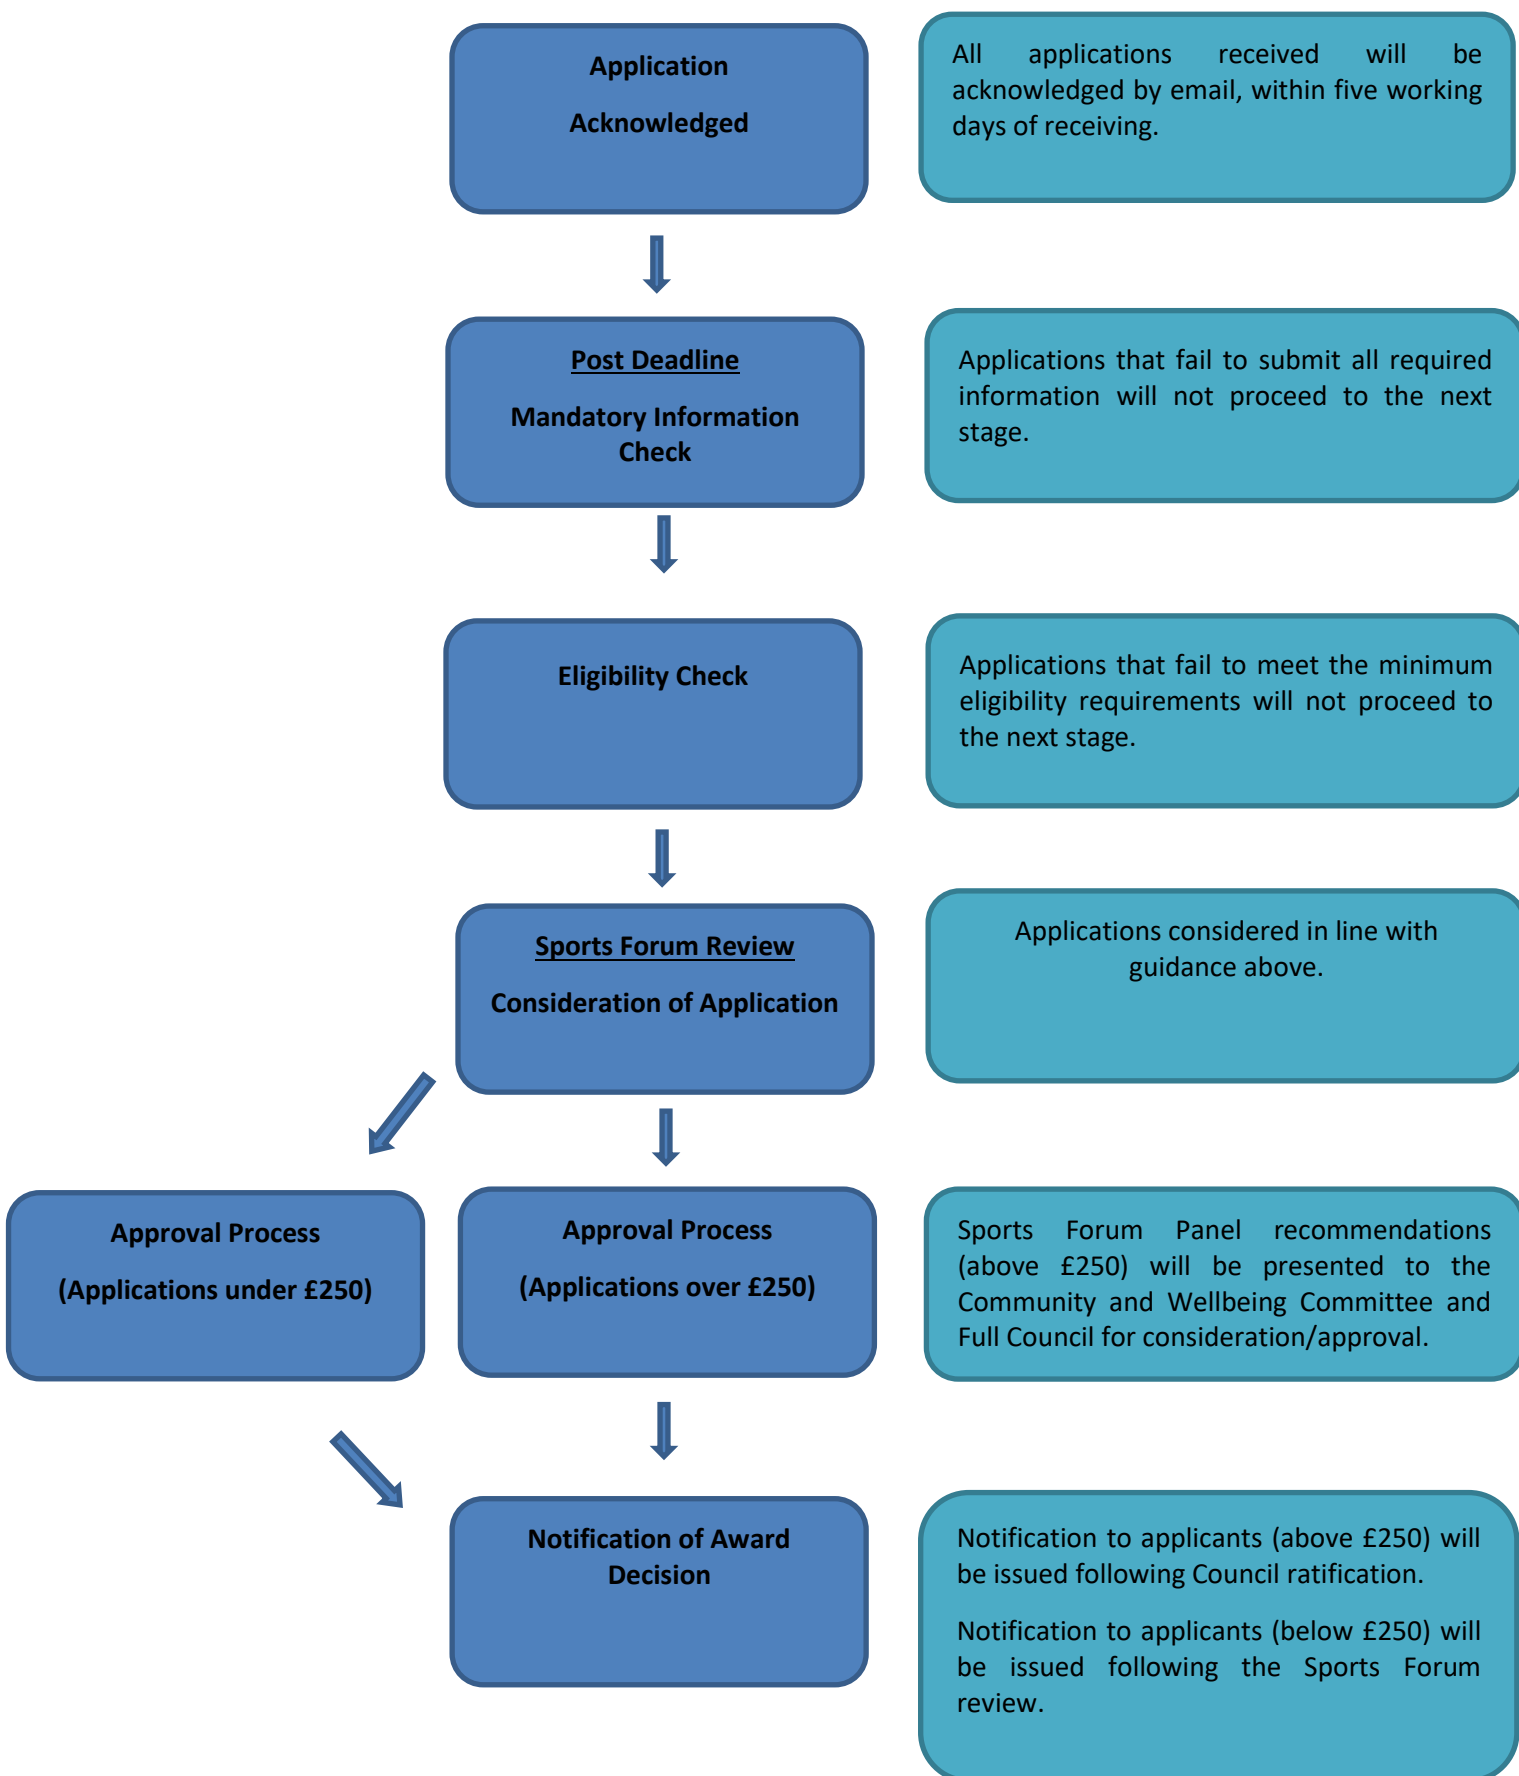 Application
Acknowledged
All applications received will be
acknowledged by email, within five working
days of receiving.
Post Deadline
Mandatory Information
Check
Applications that fail to submit all required
information will not proceed to the next
stage.
Eligibility Check
Applications that fail to meet the minimum
eligibility requirements will not proceed to
the next stage.
Sports Forum Review
Consideration of Application
Applications considered in line with
guidance above.
Approval Process
(Applications under £250)
Approval Process
(Applications over £250)
Sports Forum Panel recommendations
(above £250) will be presented to the
Community and Wellbeing Committee and
Full Council for consideration/approval.
Notification of Award
Decision
Notification to applicants (above £250) will
be issued following Council ratification.
Notification to applicants (below £250) will
be issued following the Sports Forum
review.